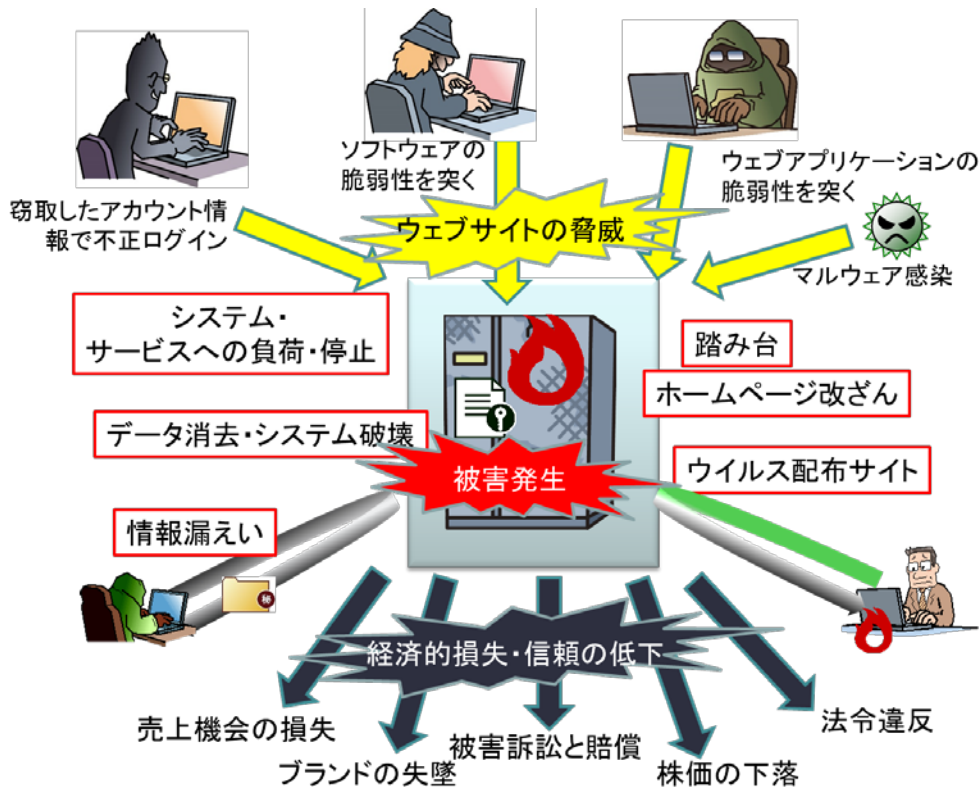 ソフトウェアの
脆弱性を突く
ウェブアプリケーションの
脆弱性を突く
窃取したアカウント情
報で不正ログイン
ウェブサイトの脅威
マルウェア感染
システム・
サービスへの負荷・停止
踏み台
ホームページ改ざん
データ消去・システム破壊
被害発生
ウイルス配布サイト
情報漏えい
秘
経済的損失・信頼の低下
売上機会の損失
ブランドの失墜
被害訴訟と賠償
株価の下落
法令違反